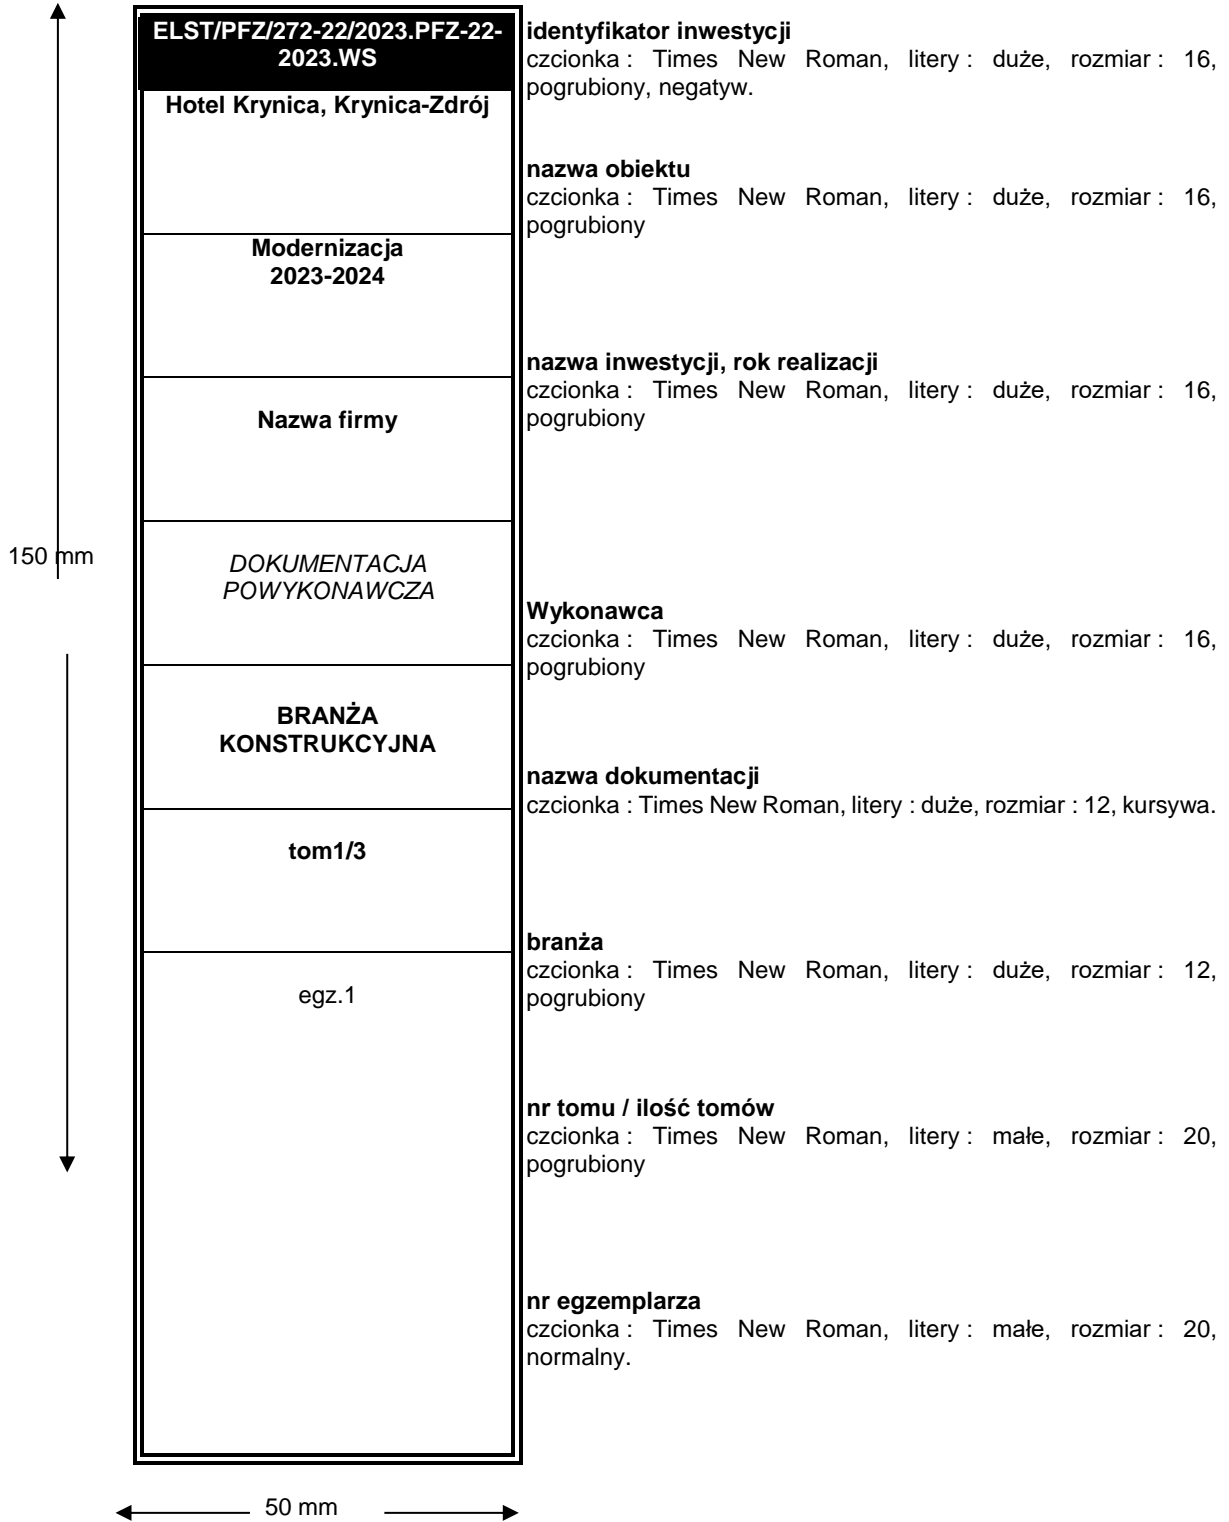 ELST/PFZ/272-22/2023.PFZ-22-
2023.WS
Hotel Krynica, Krynica-Zdrój
Modernizacja
2023-2024
Nazwa firmy
DOKUMENTACJA
POWYKONAWCZA
BRANŻA
KONSTRUKCYJNA
tom1/3
egz.1
150 mm
50 mm
identyfikator inwestycji
czcionka : Times New Roman, litery : duże, rozmiar : 16,
pogrubiony, negatyw.
nazwa obiektu
czcionka : Times New Roman, litery : duże, rozmiar : 16,
pogrubiony
nazwa inwestycji, rok realizacji
czcionka : Times New Roman, litery : duże, rozmiar : 16,
pogrubiony
Wykonawca
czcionka : Times New Roman, litery : duże, rozmiar : 16,
pogrubiony
nazwa dokumentacji
czcionka : Times New Roman, litery : duże, rozmiar : 12, kursywa.
branża
czcionka : Times New Roman, litery : duże, rozmiar : 12,
pogrubiony
nr tomu / ilość tomów
czcionka : Times New Roman, litery : małe, rozmiar : 20,
pogrubiony
nr egzemplarza
czcionka : Times New Roman, litery : małe, rozmiar : 20,
normalny.